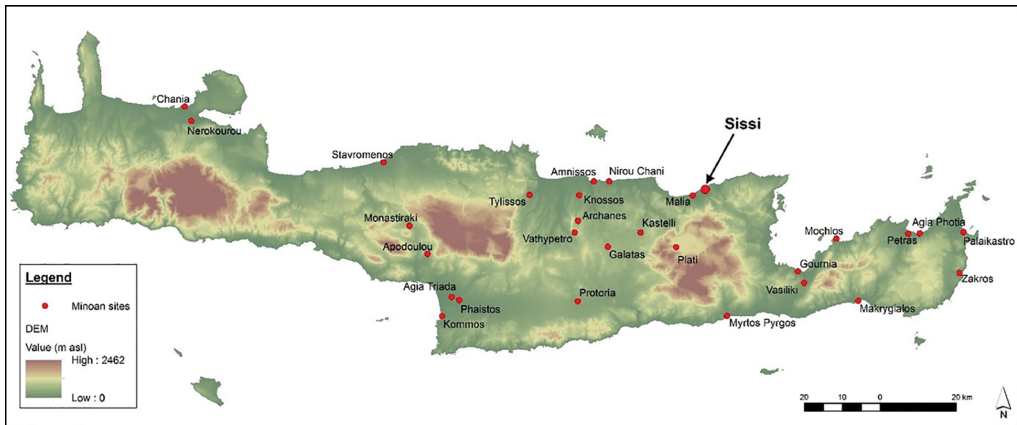 Sissi
Chania
Nerokourou
Stavromenos
Amnissos
Nirou Chani
Tylissos
Knossos
Malia
Monastiraki
Archanes
Kastelli
Vathypetro
Apodoulou
Galatas
Plati
Mochlos
Agia Photia
Petras
Palaikastro
Gournia
Zakros
Vasiliki
Agia Triada
Phaistos
Protoria
Makrygialos
Kommos
Myrtos Pyrgos
Legend
Minoan sites
DEM
Value (m asl)
High : 2462
Low : 0
20 0 20 km
N